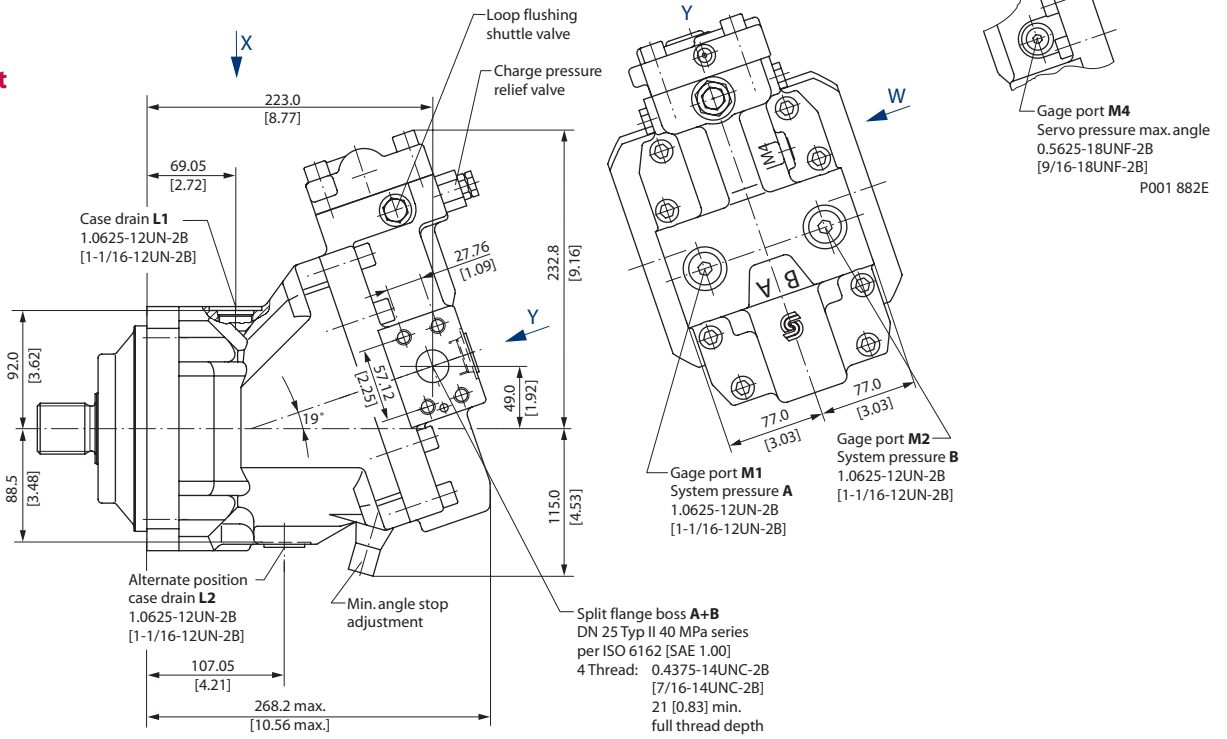 t
X
223.0
[8.77]
69.05
[2.72]
Loop flushing
shuttle valve
Charge pressure
relief valve
Case drain L1
1.0625-12UN-2B
[1-1/16-12UN-2B]
27.76
[1.09]
232.8
[9.16]
Y
92.0
[3.62]
57.12
[2.25]
49.0
[1.92]
19°
88.5
[3.48]
115.0
[4.53]
Alternate position
case drain L2
1.0625-12UN-2B
[1-1/16-12UN-2B]
Min. angle stop
adjustment
107.05
[4.21]
268.2 max.
[10.56 max.]
Split flange boss A+B
DN 25 Typ II 40 MPa series
per ISO 6162 [SAE 1.00]
4 Thread: 0.4375-14UNC-2B
[7/16-14UNC-2B]
21 [0.83] min.
full thread depth
Y
W
M4
B A
77.0
[3.03]
77.0
[3.03]
Gage port M1
System pressure A
1.0625-12UN-2B
[1-1/16-12UN-2B]
Gage port M2
System pressure B
1.0625-12UN-2B
[1-1/16-12UN-2B]
Gage port M4
Servo pressure max. angle
0.5625-18UNF-2B
[9/16-18UNF-2B]
P001 882E